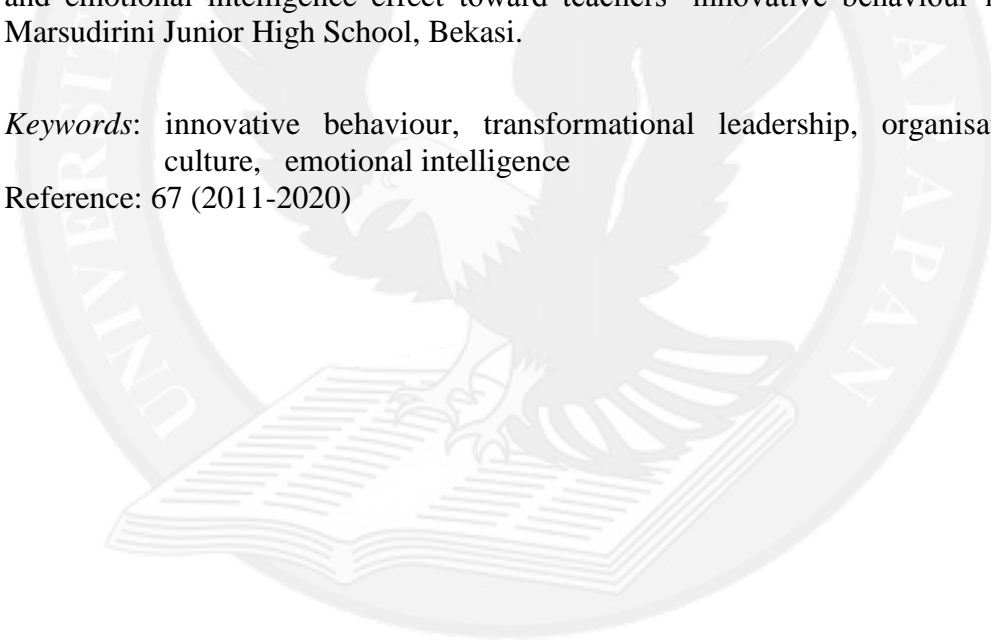 and emotional intelligence effect toward teachers' innovative behaviour
Marsudirini Junior High School, Bekasi.
Keywords: innovative behaviour, transformational leadership,
culture, emotional intelligence
Reference: 67 (2011-2020)